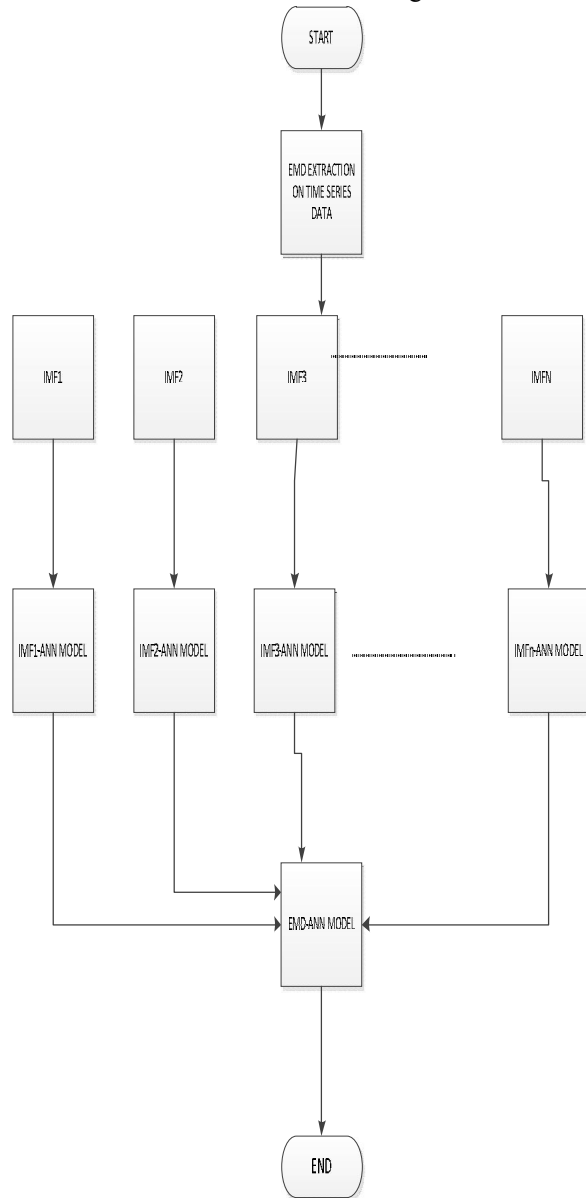 START
EMD EXTRACTION
ON TIME SERIES
DATA
IMF1
IMF2
IMF3
IMFN
IMF1-ANN MODEL
IMF2-ANN MODEL
IMF3-ANN MODEL
IMFn-ANN MODEL
EMD-ANN MODEL
END